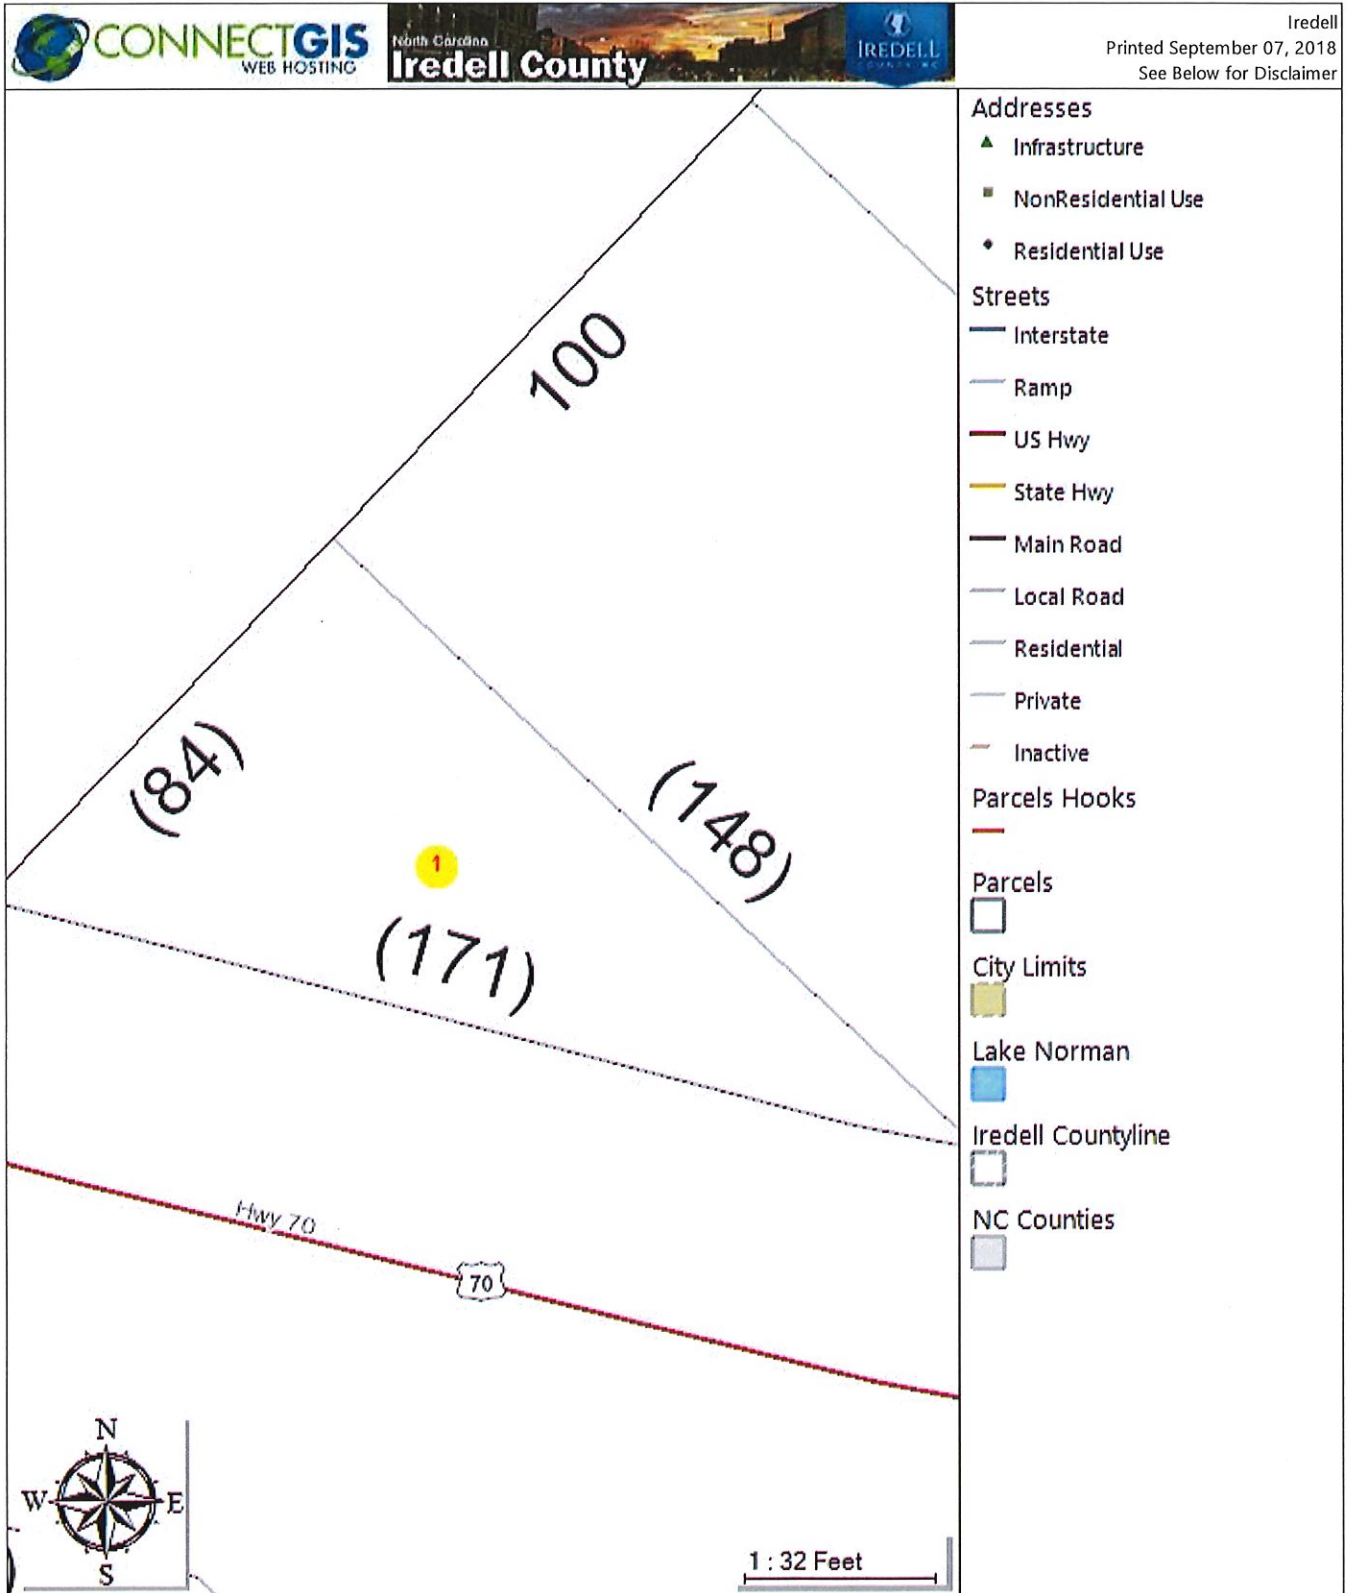 CONNECTGIS
WEB HOSTING
North Carolina
Iredell County
IREDELL
COUNTY NC
Iredell
Printed September 07, 2018
See Below for Disclaimer
Addresses
Infrastructure
NonResidential Use
Residential Use
Streets
Interstate
Ramp
US Hwy
State Hwy
Main Road
Local Road
Residential
Private
Inactive
Parcels Hooks
Parcels
City Limits
Lake Norman
Iredell Countyline
NC Counties
100
(84)
(148)
1
(171)
Hwy 70
70
N
W
E
S
)
1 : 32 Feet